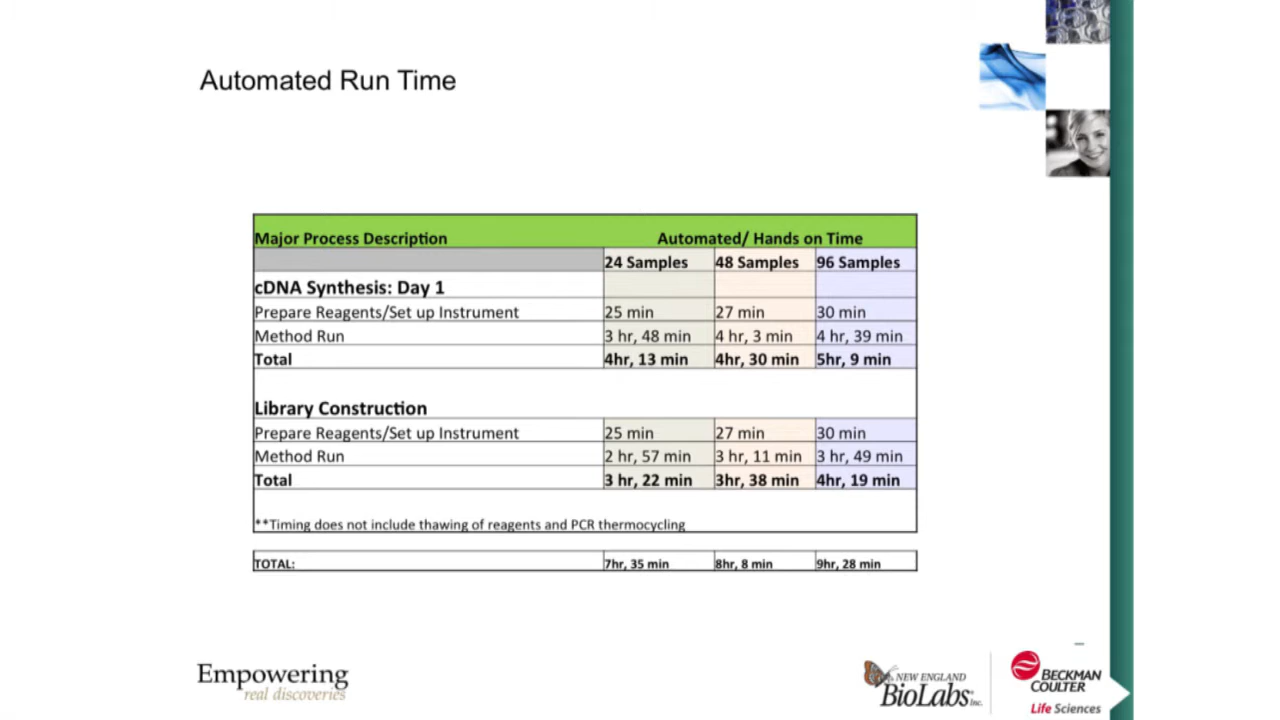 Automated Run Time
Major Process Description Automated/ Hands on Time
24 Samples 48 Samples 96 Samples
cDNA Synthesis: Day 1
Prepare Reagents/Set up Instrument 25 min 27 min 30 min
Method Run 3 hr, 48 min 4 hr, 3 min 4 hr, 39 min
Total 4hr, 13 min 4hr, 30 min 5hr, 9 min
Library Construction
Prepare Reagents/Set up Instrument 25 min 27 min 30 min
Method Run 2 hr, 57 min 3 hr, 11 min 3 hr, 49 min
Total 3 hr, 22 min 3hr, 38 min 4hr, 19 min
**Timing does not include thawing of reagents and PCR thermocycling
TOTAL: 7hr, 35 min 8hr, 8 min 9hr, 28 min
Empowering
real discoveries
NEW ENGLAND
BioLabs® Inc.
BECKMAN
COULTER
Life Sciences